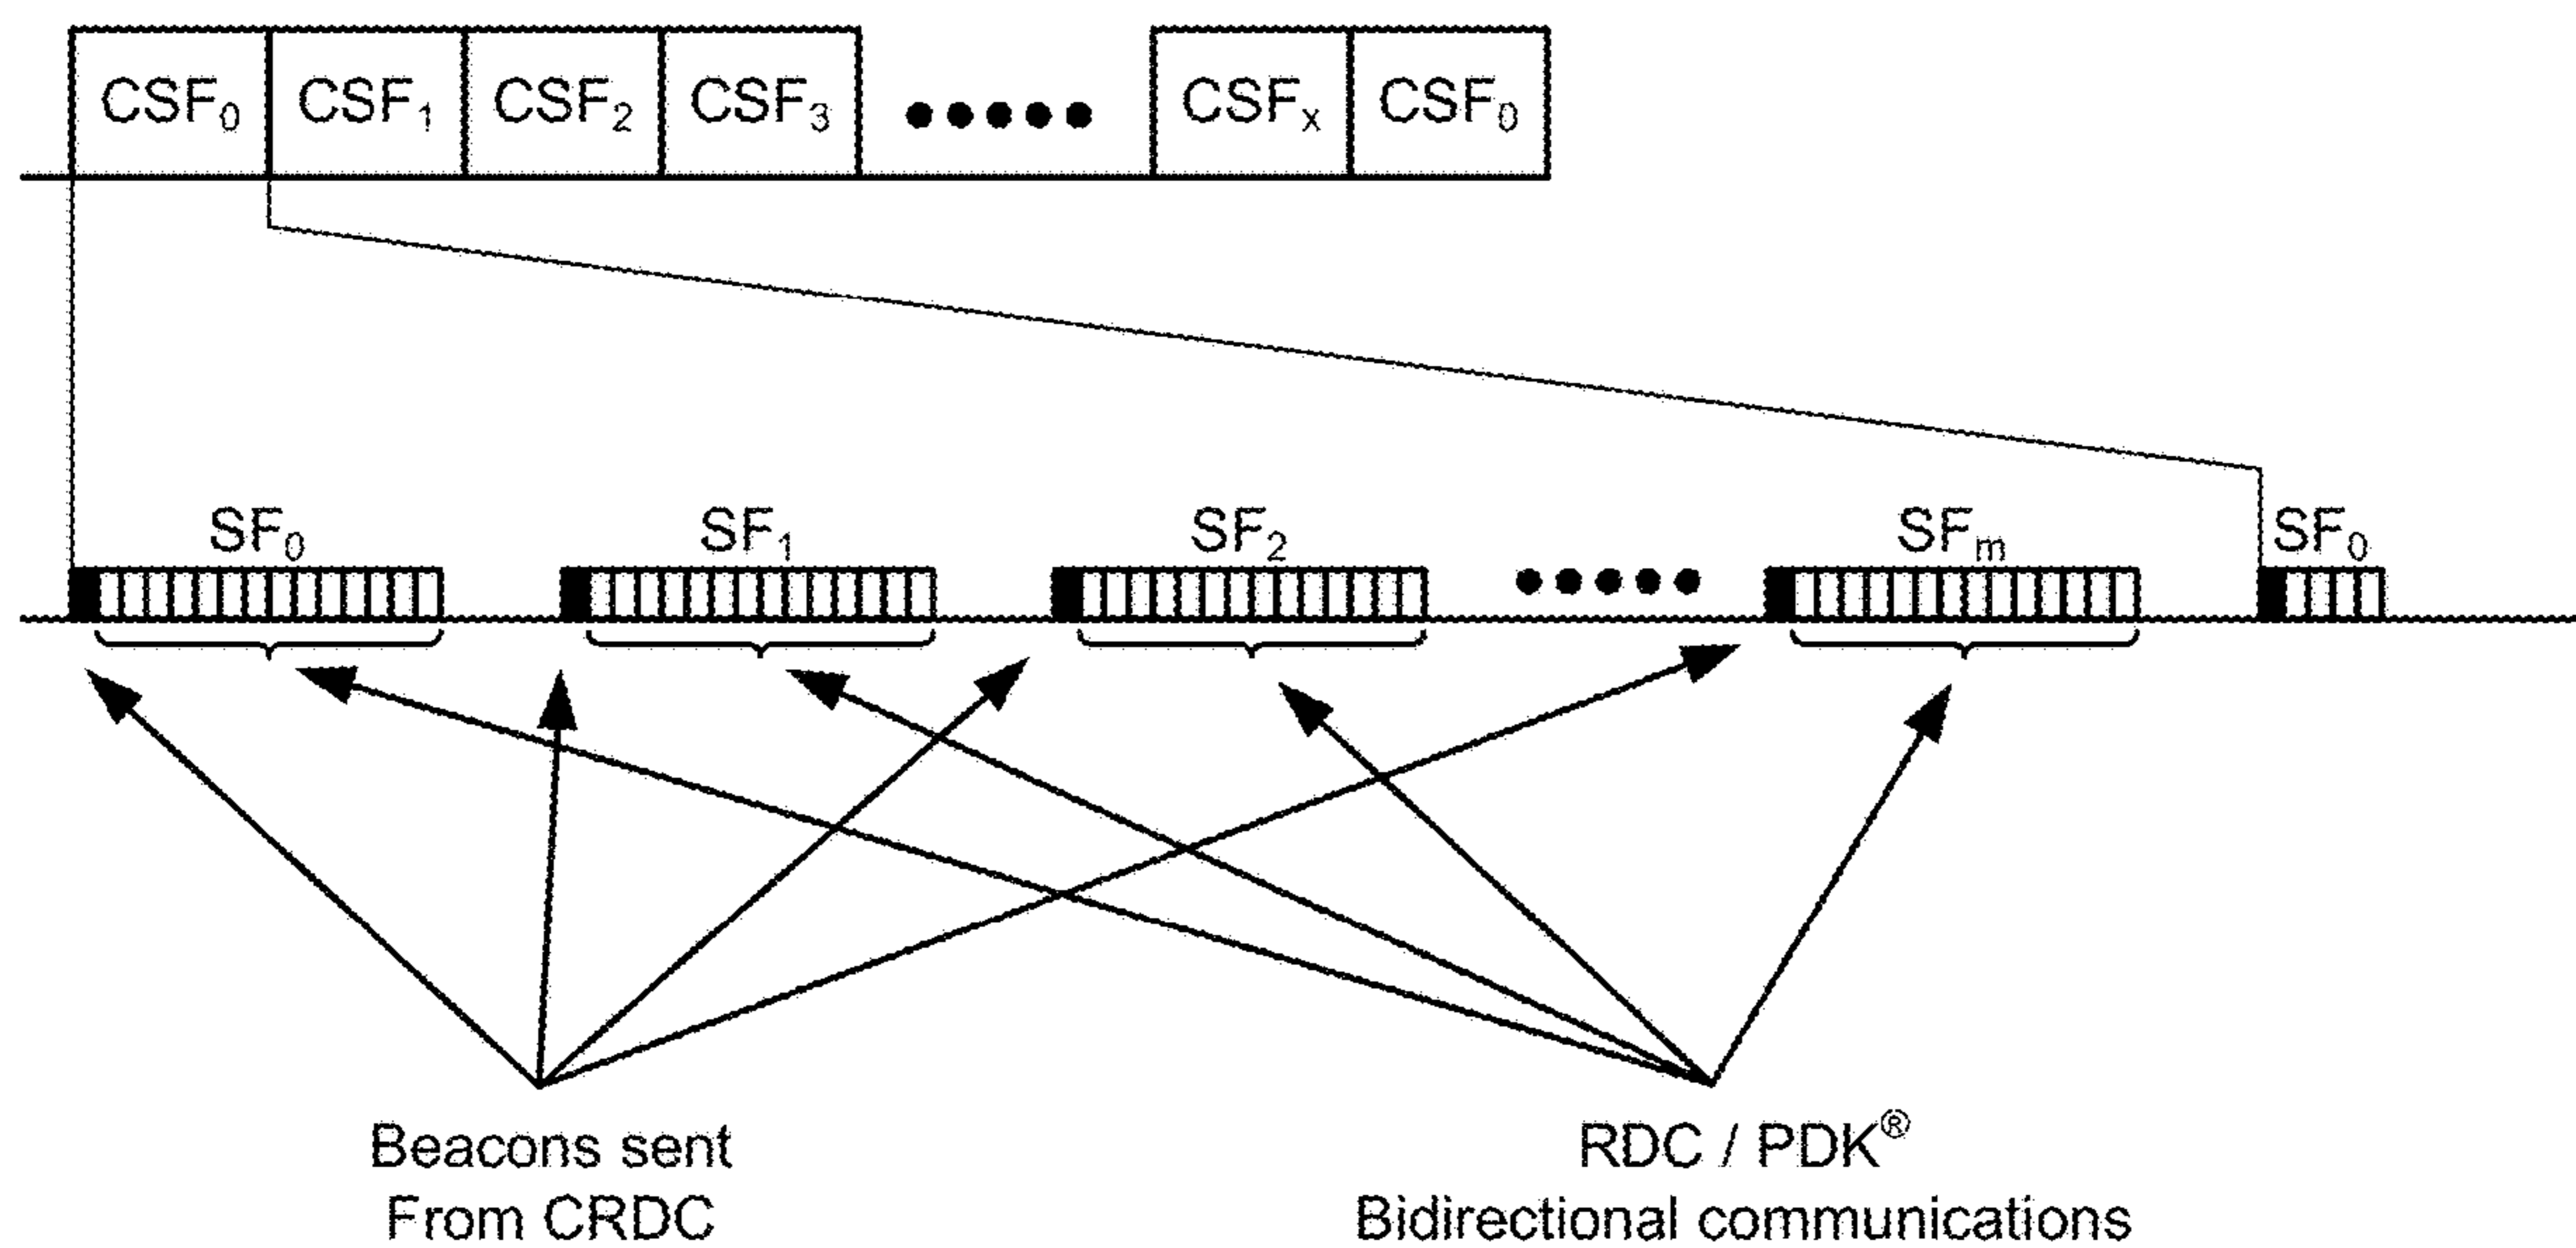 CSF₀ CSF₁ CSF₂ CSF₃ ••••• CSFₓ CSF₀
SF₀ SF₁ SF₂ ••••• SFₘ SF₀
Beacons sent
From CRDC
RDC / PDK®
Bidirectional communications